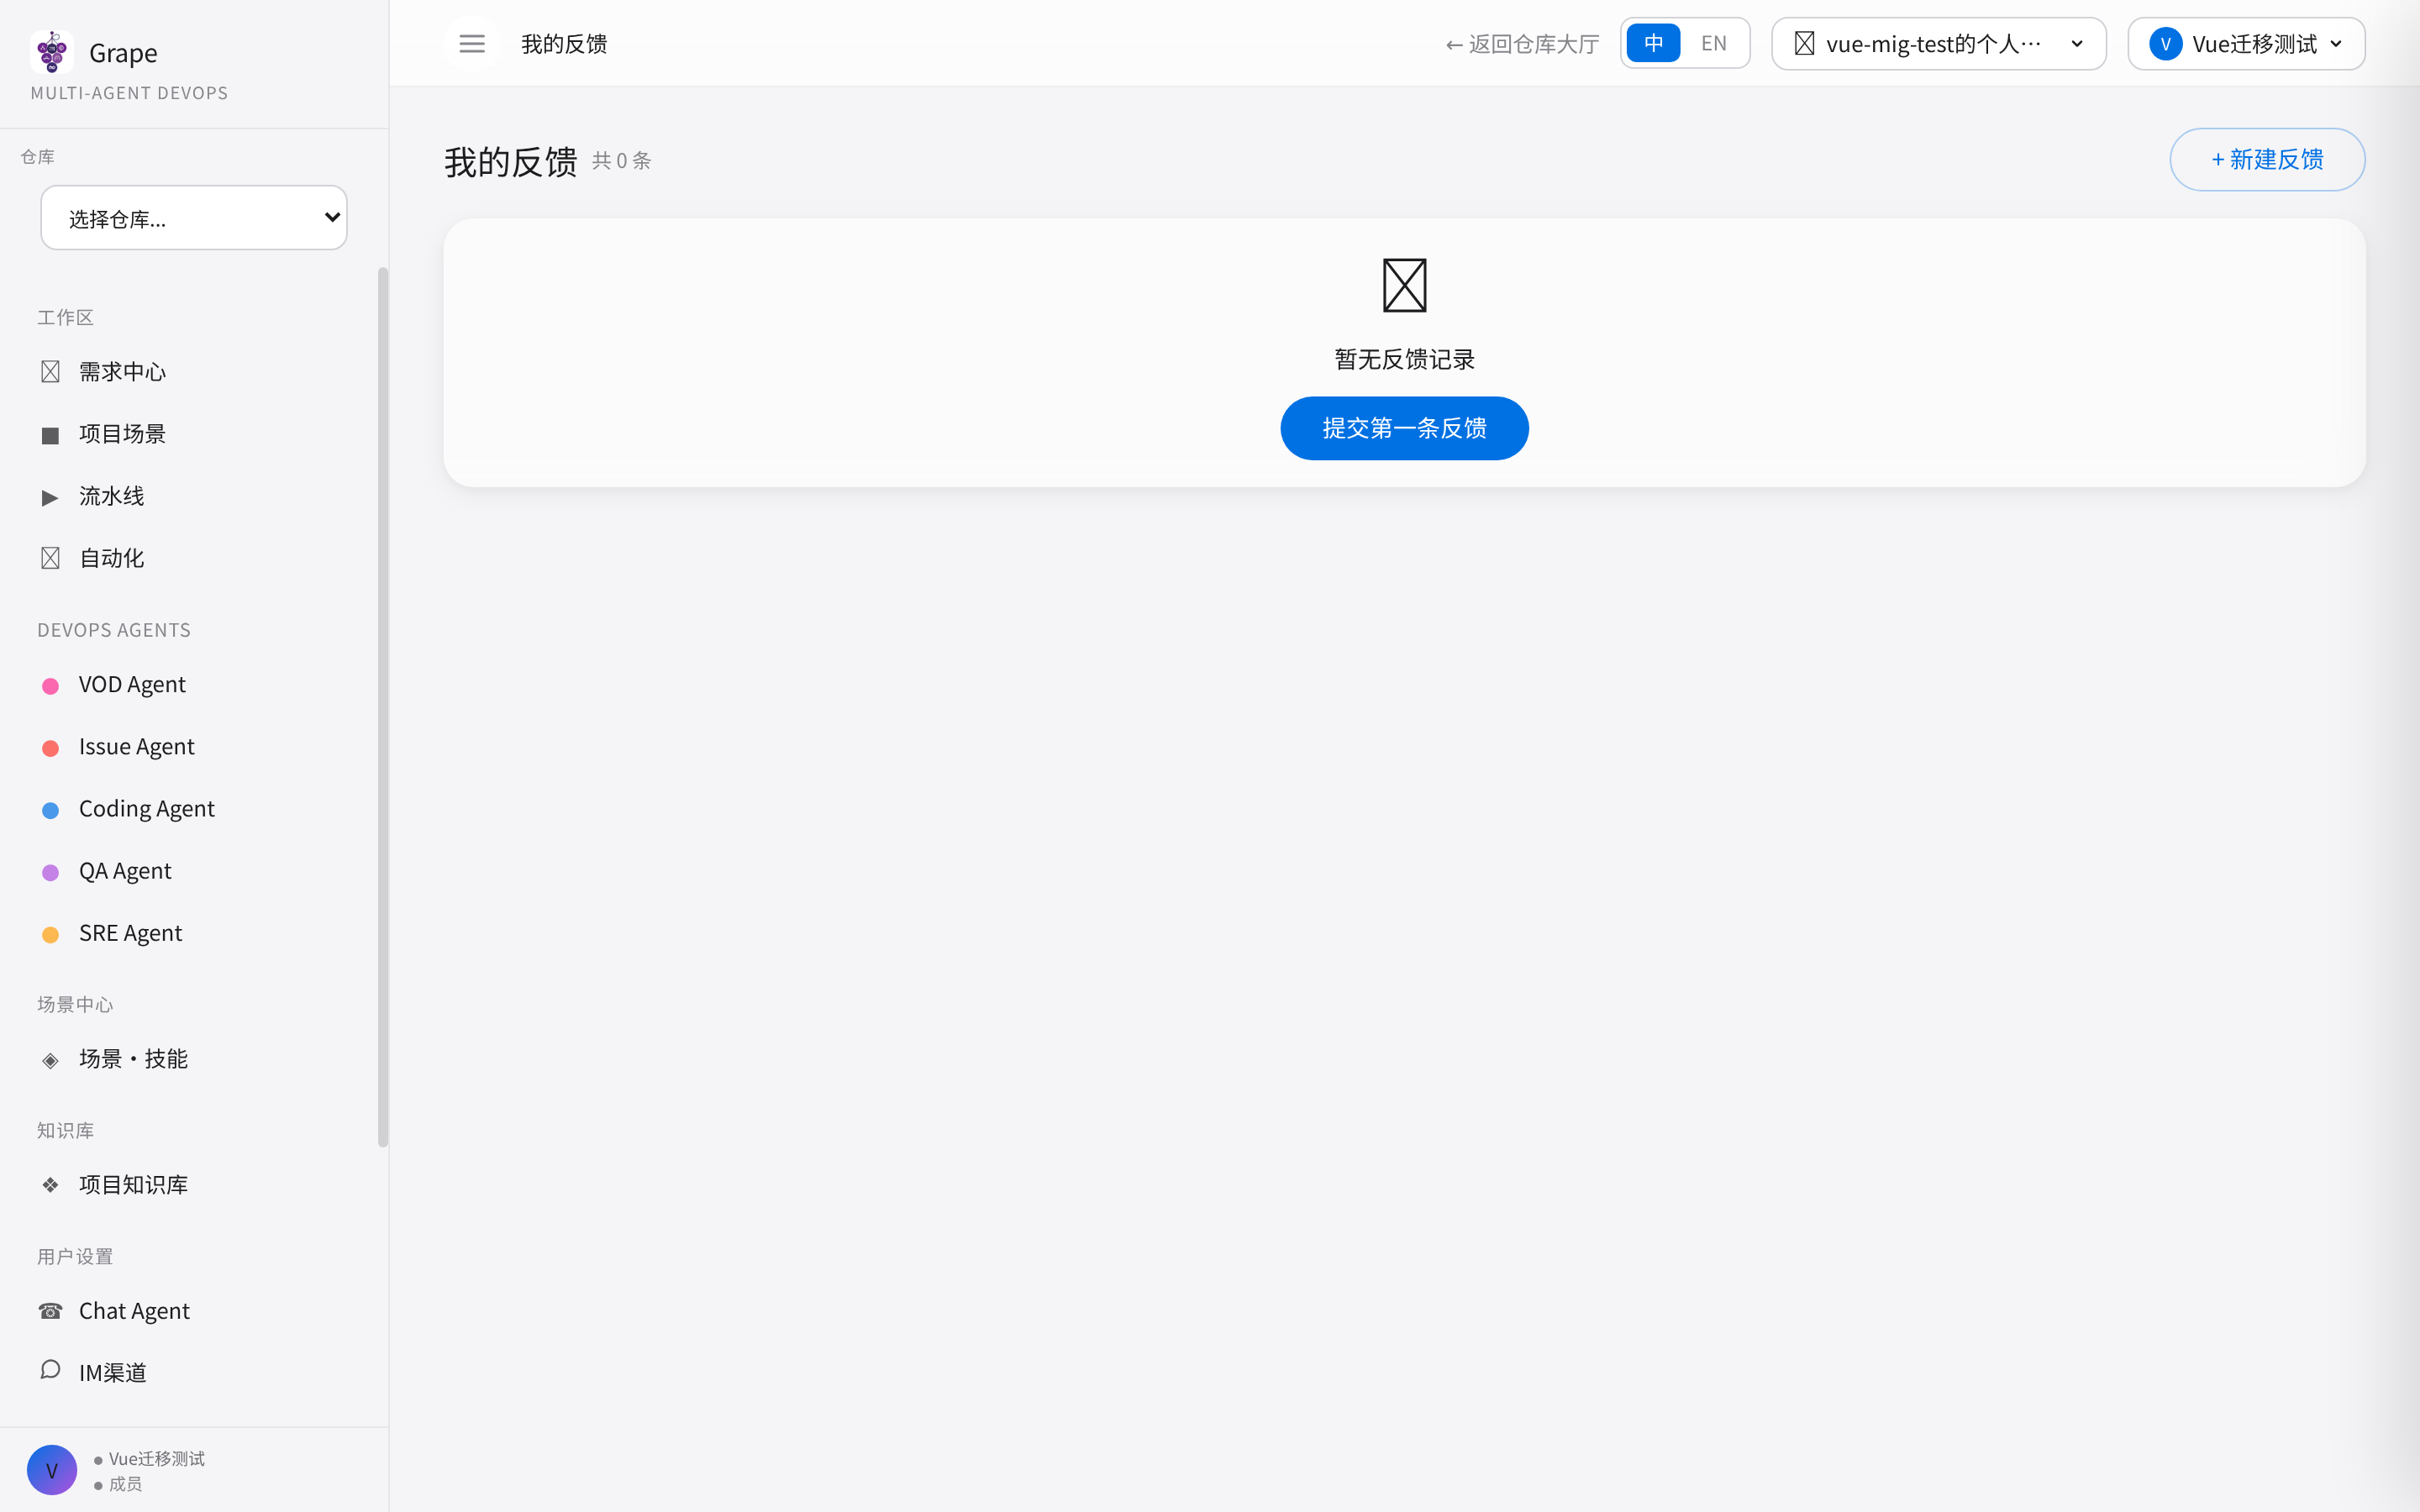 Grape
MULTI-AGENT DEVOPS
仓库
选择仓库...
工作区
需求中心
项目场景
流水线
自动化
DEVOPS AGENTS
VOD Agent
Issue Agent
Coding Agent
QA Agent
SRE Agent
场景中心
场景・技能
知识库
项目知识库
用户设置
Chat Agent
IM渠道
V
Vue迁移测试
成员
我的反馈
← 返回仓库大厅
中 EN
vue-mig-test的个人…
V Vue迁移测试
我的反馈 共 0 条
+ 新建反馈
暂无反馈记录
提交第一条反馈